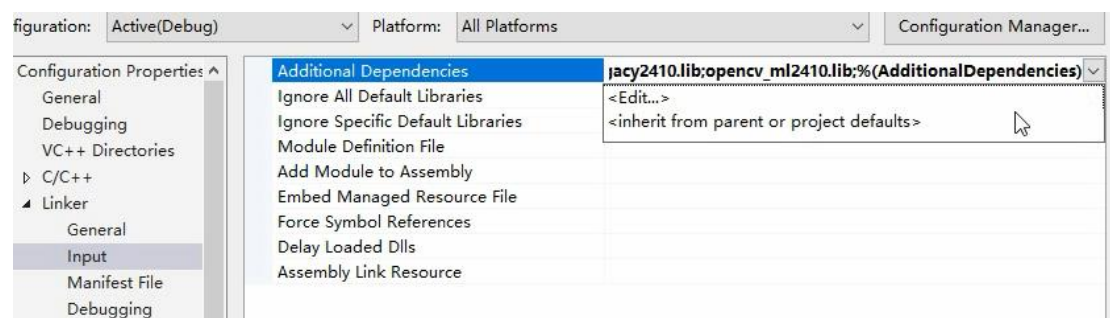 figuration: Active(Debug) Platform: All Platforms Configuration Manager...
Configuration Properties
General
Debugging
VC++ Directories
C/C++
Linker
General
Input
Manifest File
Debugging
Additional Dependencies gacy2410.lib;opencv_ml2410.lib;%(AdditionalDependencies)
Ignore All Default Libraries <Edit...>
Ignore Specific Default Libraries <inherit from parent or project defaults>
Module Definition File
Add Module to Assembly
Embed Managed Resource File
Force Symbol References
Delay Loaded Dlls
Assembly Link Resource